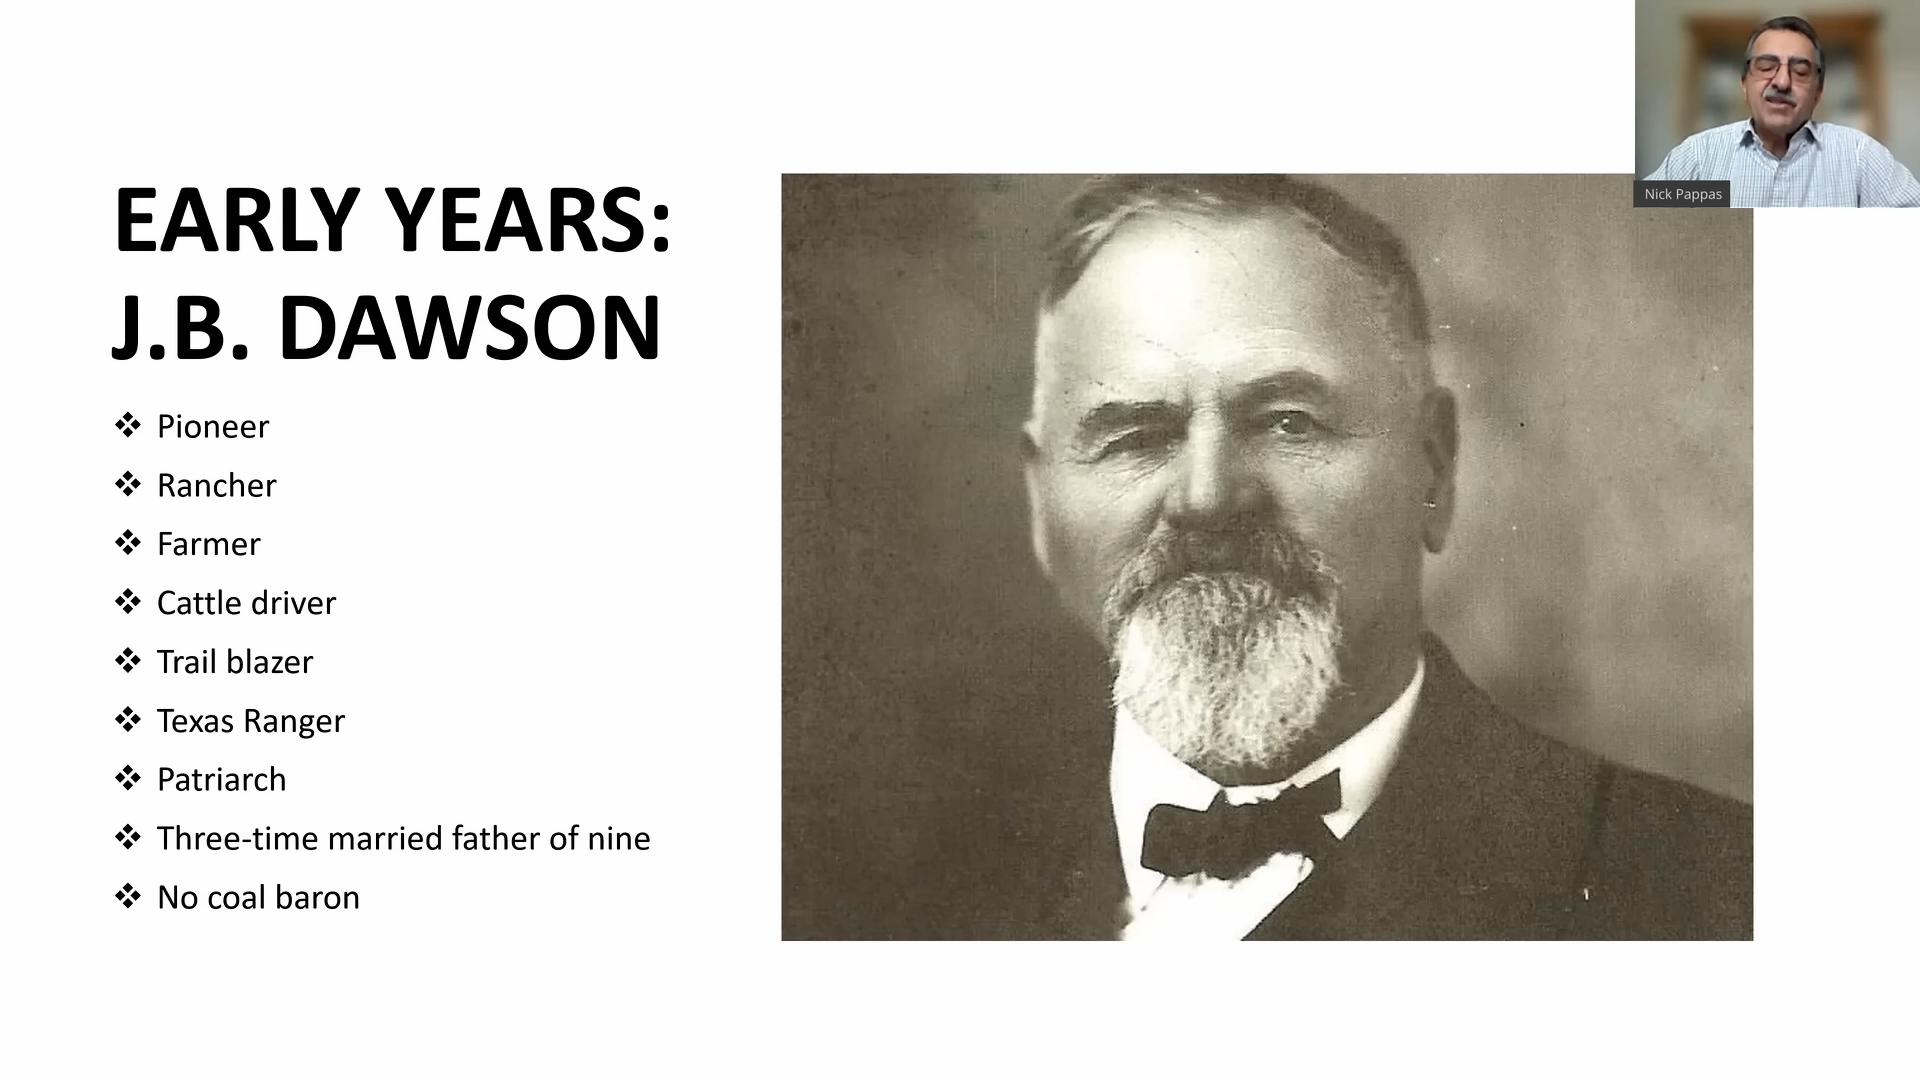 EARLY YEARS:
J.B. DAWSON
❖ Pioneer
❖ Rancher
❖ Farmer
❖ Cattle driver
❖ Trail blazer
❖ Texas Ranger
❖ Patriarch
❖ Three-time married father of nine
❖ No coal baron
Nick Pappas